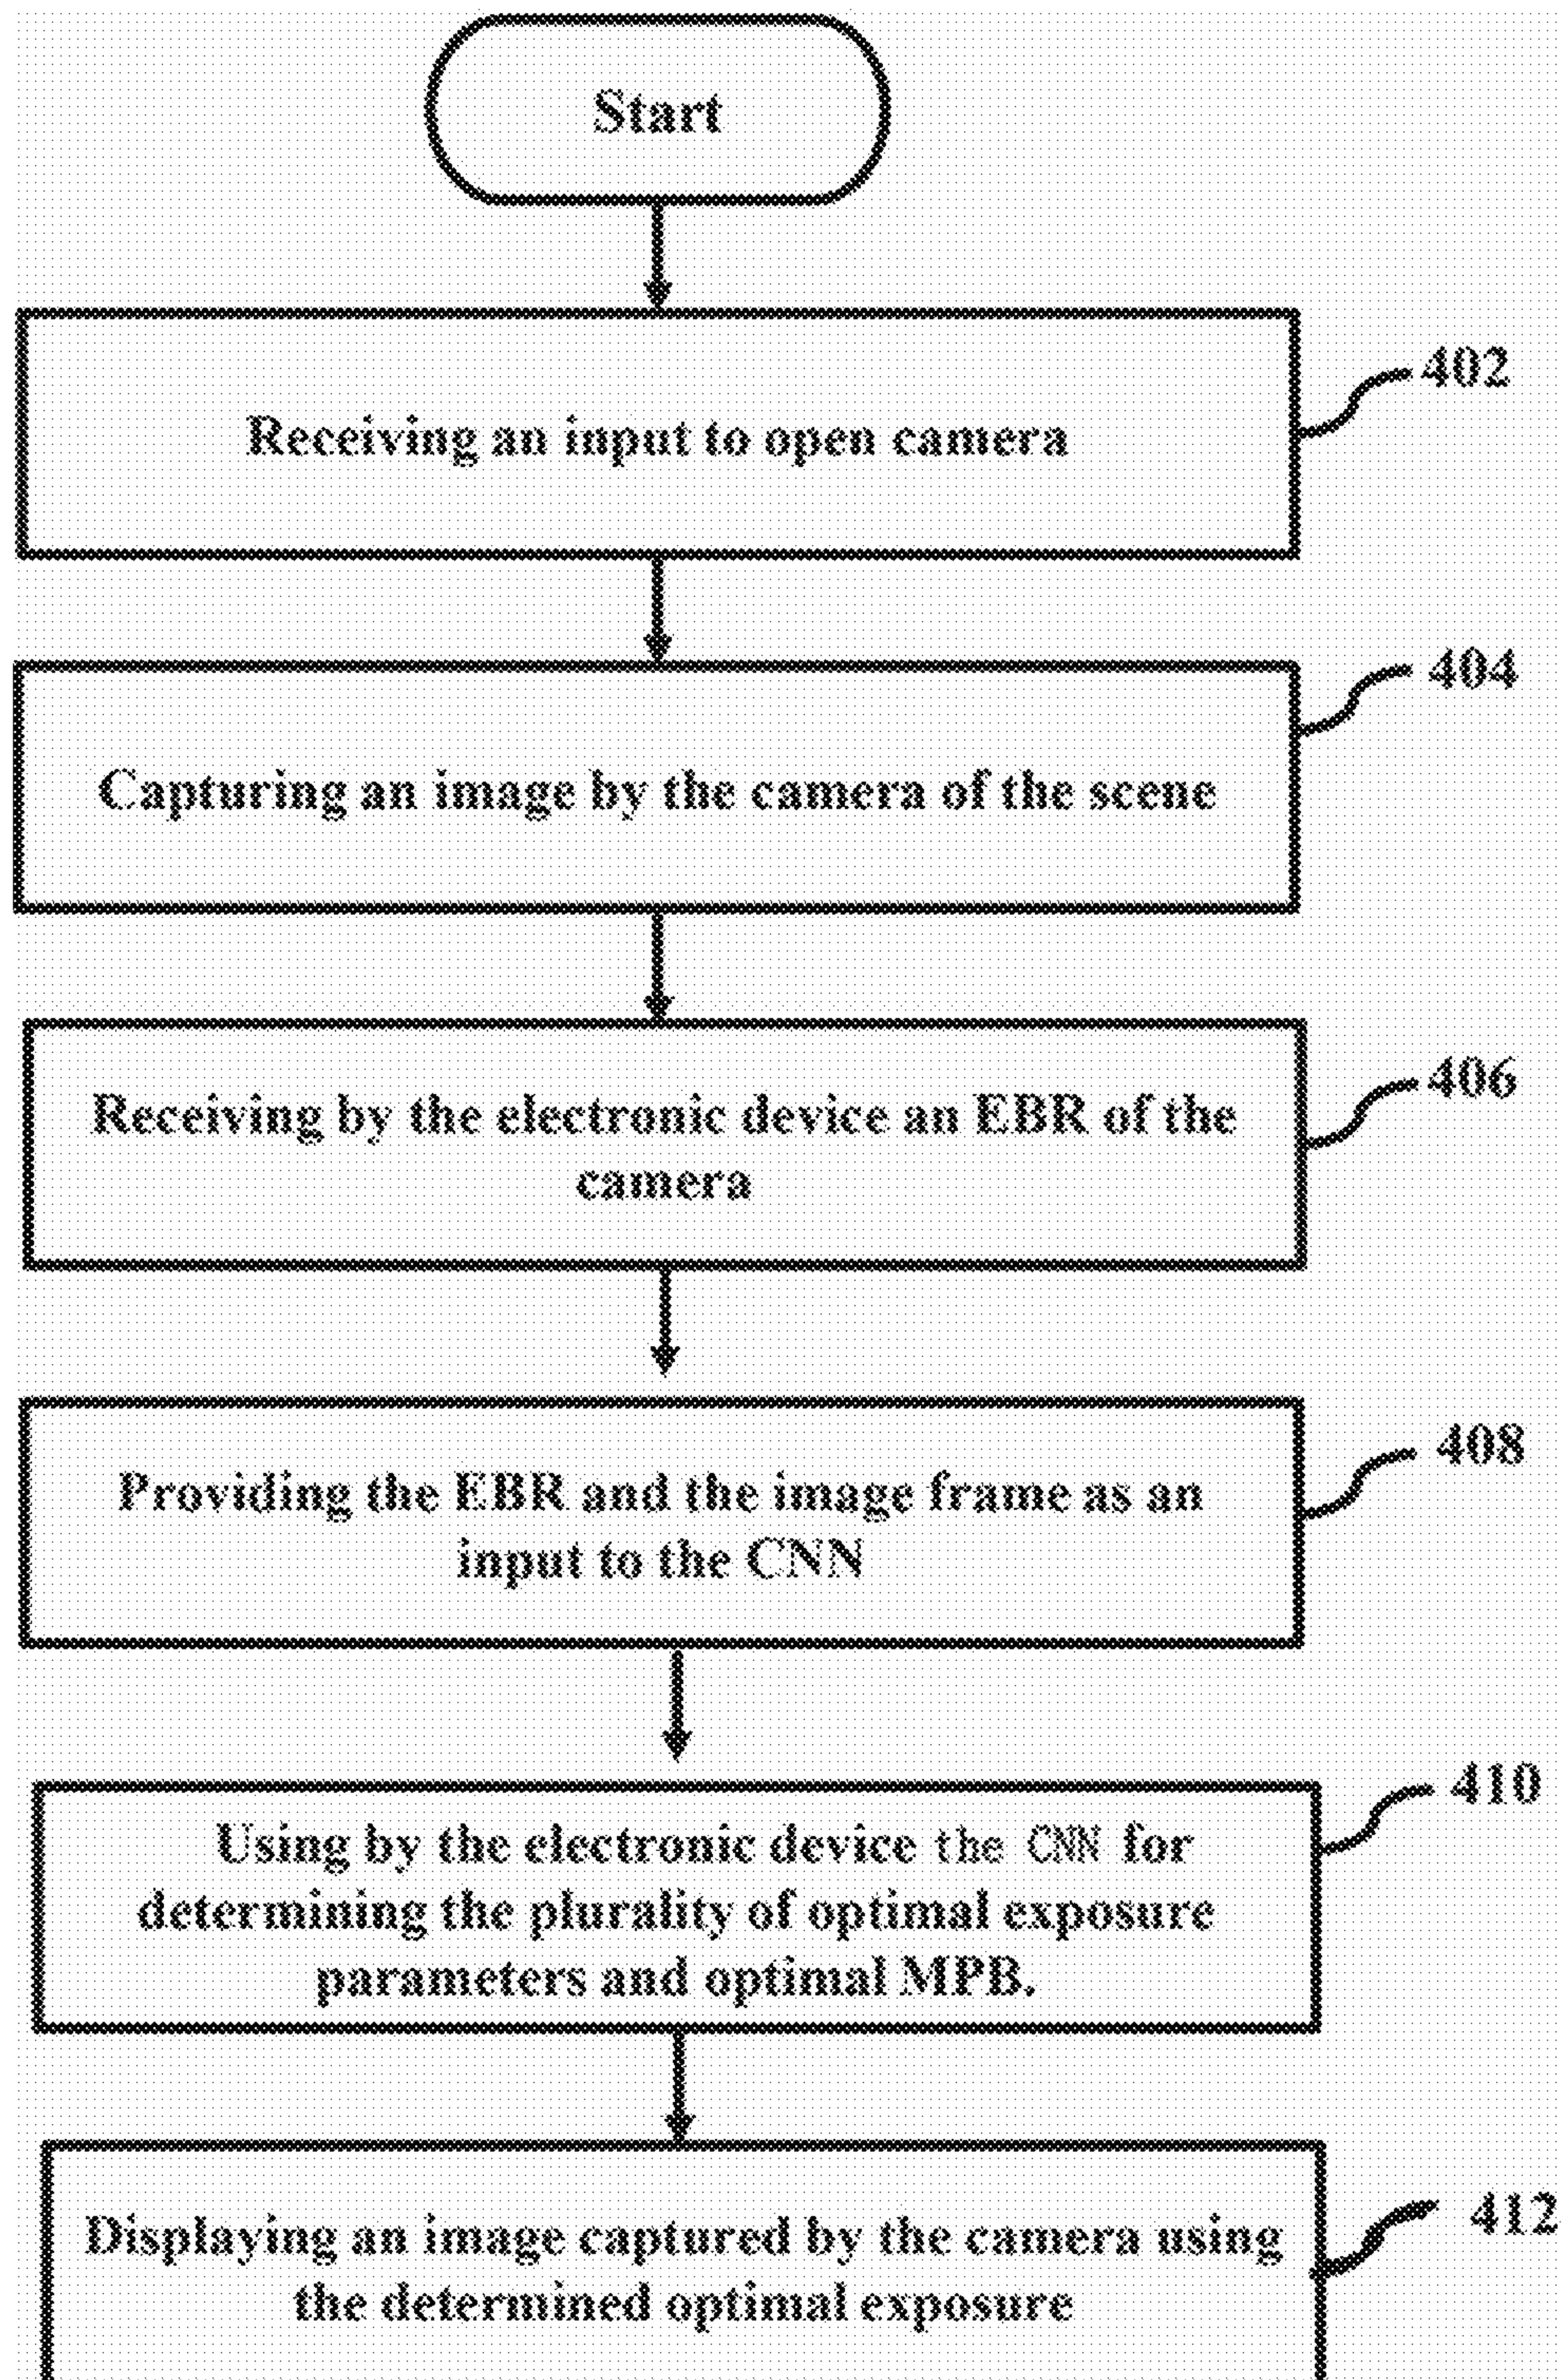 Start
Receiving an input to open camera
402
Capturing an image by the camera of the scene
404
Receiving by the electronic device an EBR of the
camera
406
Providing the EBR and the image frame as an
input to the CNN
408
Using by the electronic device the CNN for
determining the plurality of optimal exposure
parameters and optimal MPB.
410
Displaying an image captured by the camera using
the determined optimal exposure
412